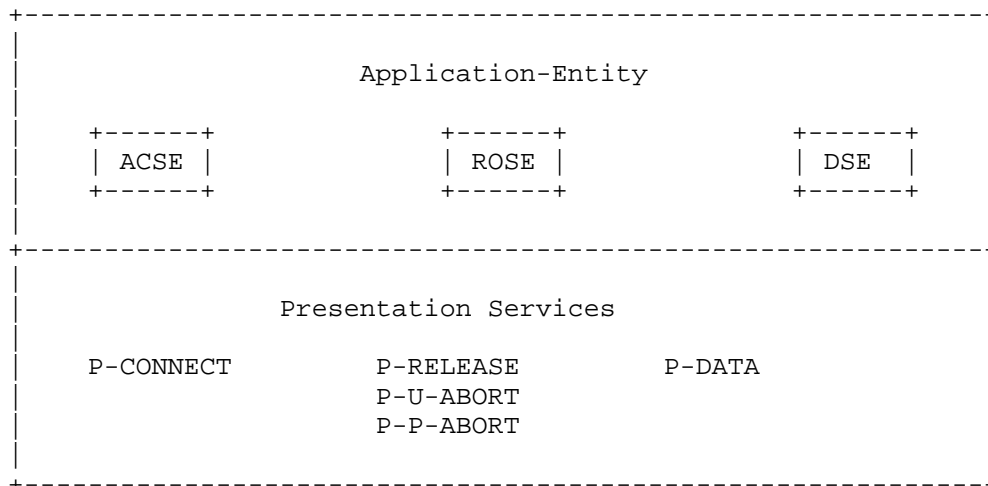 Application-Entity
ACSE ROSE DSE
Presentation Services
P-CONNECT P-RELEASE P-DATA
P-U-ABORT
P-P-ABORT